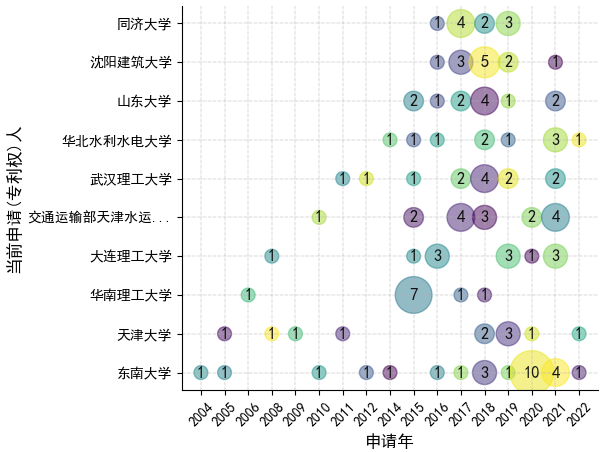 当前申请(专利权)人
同济大学 1 4 2 3
沈阳建筑大学 1 3 5 2 1
山东大学 2 1 2 4 1 2
华北水利水电大学 1 1 1 2 1 3 1
武汉理工大学 1 1 1 2 4 2 2
交通运输部天津水运... 1 2 4 3 2 4
大连理工大学 1 1 3 3 1 3
华南理工大学 1 7 1 1
天津大学 1 1 1 1 2 3 1 1
东南大学 1 1 1 1 1 1 1 3 1 10 4 1
2004 2005 2006 2008 2009 2010 2011 2012 2014 2015 2016 2017 2018 2019 2020 2021 2022
申请年